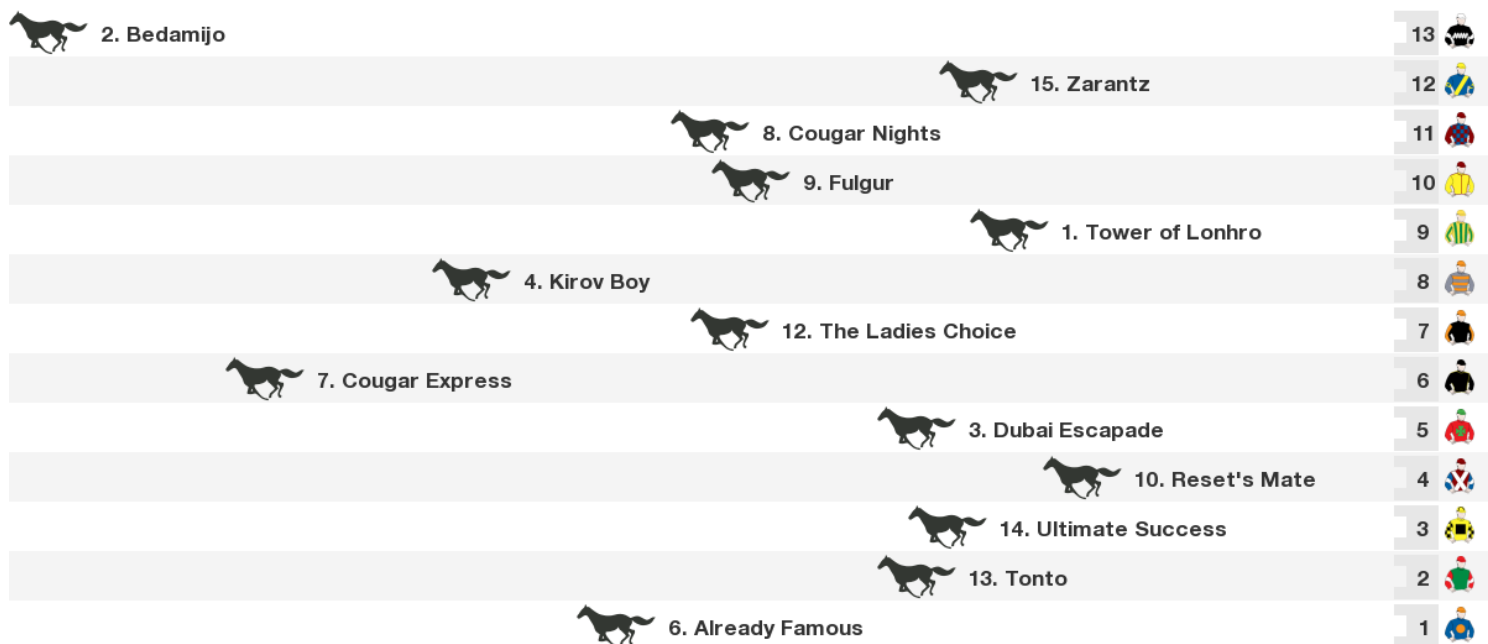 2. Bedamijo 13
15. Zarantz 12
8. Cougar Nights 11
9. Fulgur 10
1. Tower of Lonhro 9
4. Kirov Boy 8
12. The Ladies Choice 7
7. Cougar Express 6
3. Dubai Escapade 5
10. Reset's Mate 4
14. Ultimate Success 3
13. Tonto 2
6. Already Famous 1